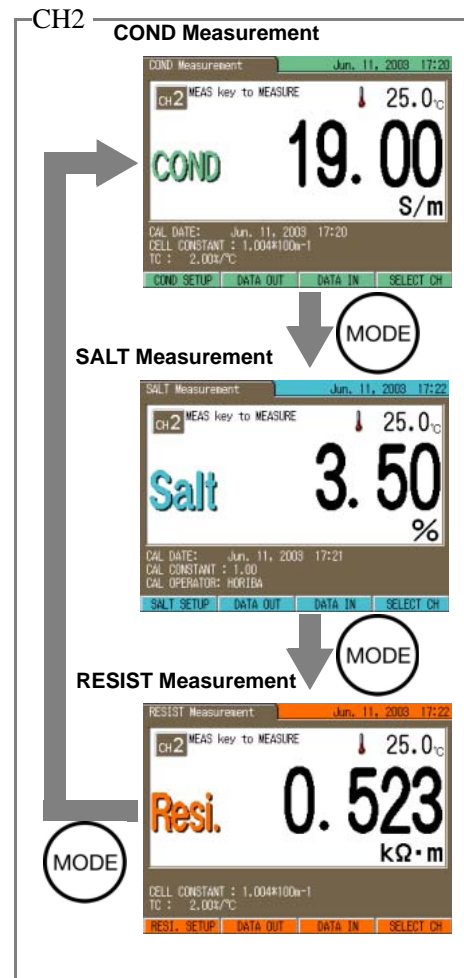 CH2
COND Measurement
COND Measurement Jun. 11, 2003 17:20
CH2 MEAS key to MEASURE 25.0℃
COND 19.00
S/m
CAL DATE: Jun. 11, 2003 17:20
CELL CONSTANT : 1.004*100m-1
TC : 2.00%/℃
COND SETUP DATA OUT DATA IN SELECT CH
MODE
SALT Measurement
SALT Measurement Jun. 11, 2003 17:22
CH2 MEAS key to MEASURE 25.0℃
Salt 3.50
%
CAL DATE: Jun. 11, 2003 17:21
CAL CONSTANT : 1.00
CAL OPERATOR: HORIBA
SALT SETUP DATA OUT DATA IN SELECT CH
MODE
RESIST Measurement
RESIST Measurement Jun. 11, 2003 17:22
CH2 MEAS key to MEASURE 25.0℃
Resi. 0.523
kΩ·m
MODE
CELL CONSTANT : 1.004*100m-1
TC : 2.00%/℃
RESI. SETUP DATA OUT DATA IN SELECT CH